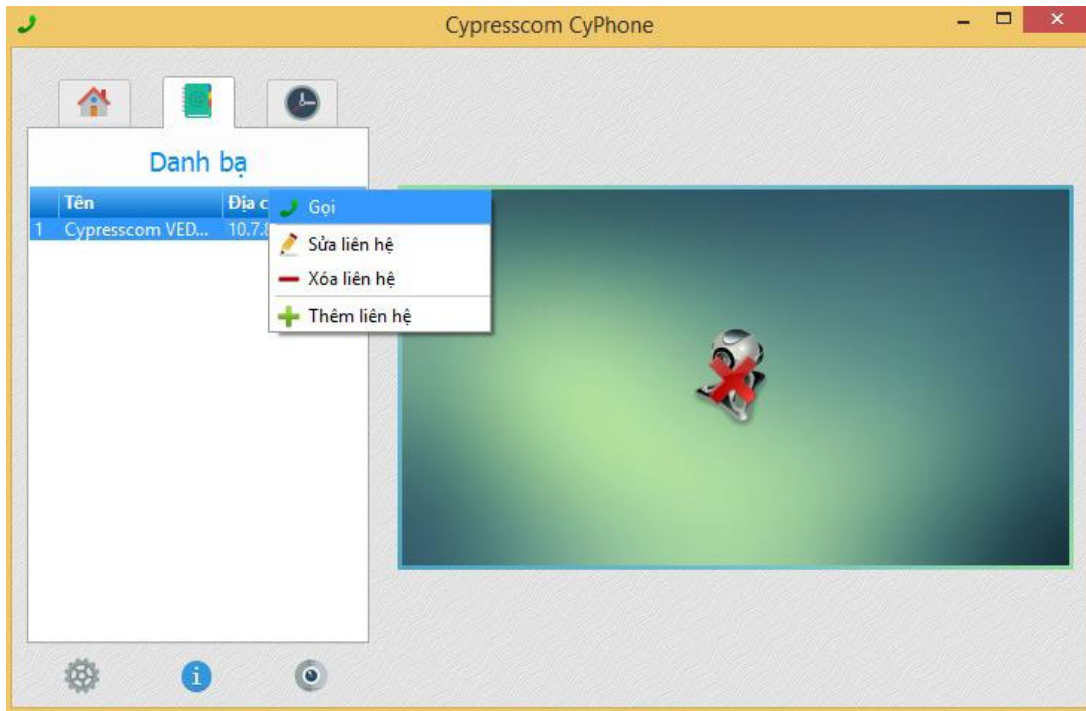 Cypresscom CyPhone
Danh bạ
Tên Địa c
1 Cypresscom VED... 10.7.8
Gọi
Sửa liên hệ
Xóa liên hệ
Thêm liên hệ